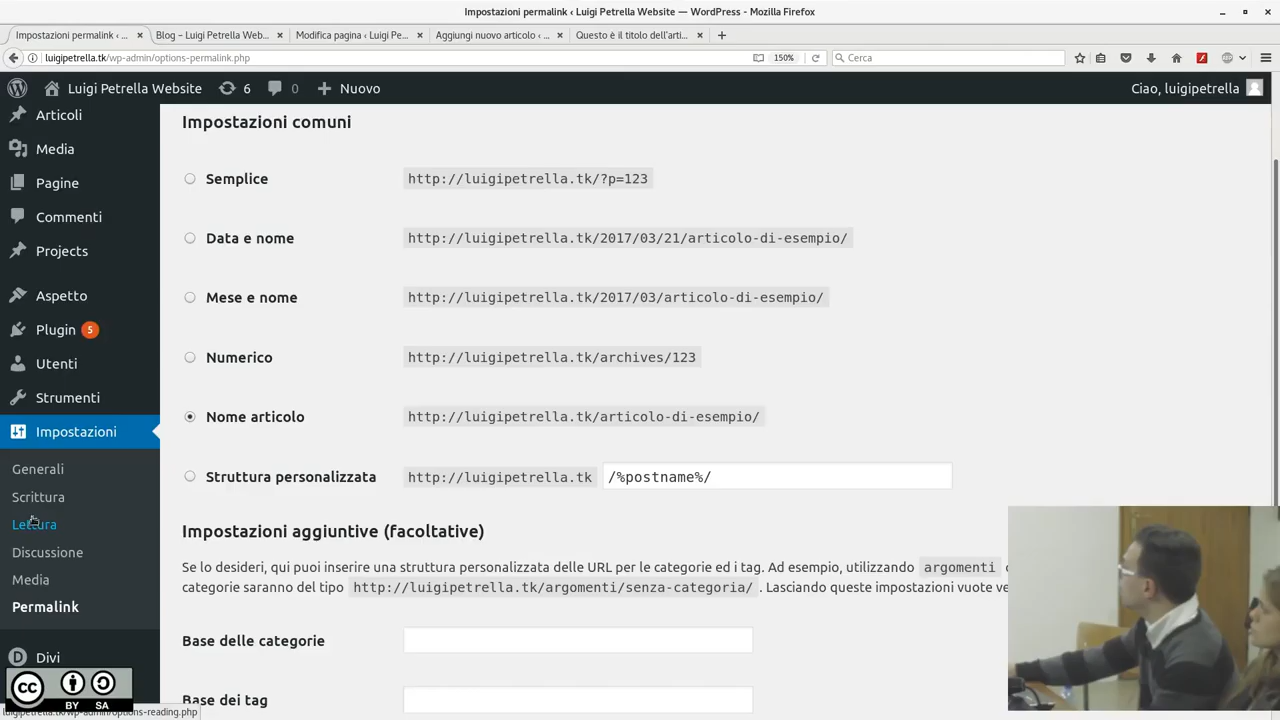 Impostazioni permalink ‹ Luigi Petrella Website — WordPress - Mozilla Firefox
Impostazioni permalink ‹ ...
Blog – Luigi Petrella Web...
Modifica pagina ‹ Luigi Pe...
Aggiungi nuovo articolo ‹ ...
Questo è il titolo dell'arti...
luigipetrella.tk/wp-admin/options-permalink.php
150%
Cerca
Luigi Petrella Website
6
0
Nuovo
Ciao, luigipetrella
Articoli
Media
Pagine
Commenti
Projects
Aspetto
Plugin 5
Utenti
Strumenti
Impostazioni
Generali
Scrittura
Lettura
Discussione
Media
Permalink
Divi
Impostazioni comuni
Semplice http://luigipetrella.tk/?p=123
Data e nome http://luigipetrella.tk/2017/03/21/articolo-di-esempio/
Mese e nome http://luigipetrella.tk/2017/03/articolo-di-esempio/
Numerico http://luigipetrella.tk/archives/123
Nome articolo http://luigipetrella.tk/articolo-di-esempio/
Struttura personalizzata http://luigipetrella.tk /%postname%/
Impostazioni aggiuntive (facoltative)
Se lo desideri, qui puoi inserire una struttura personalizzata delle URL per le categorie ed i tag. Ad esempio, utilizzando argomenti
categorie saranno del tipo http://luigipetrella.tk/argomenti/senza-categoria/ . Lasciando queste impostazioni vuote
Base delle categorie
Base dei tag
cc
BY SA
luigipetrella.tk/wp-admin/options-reading.php